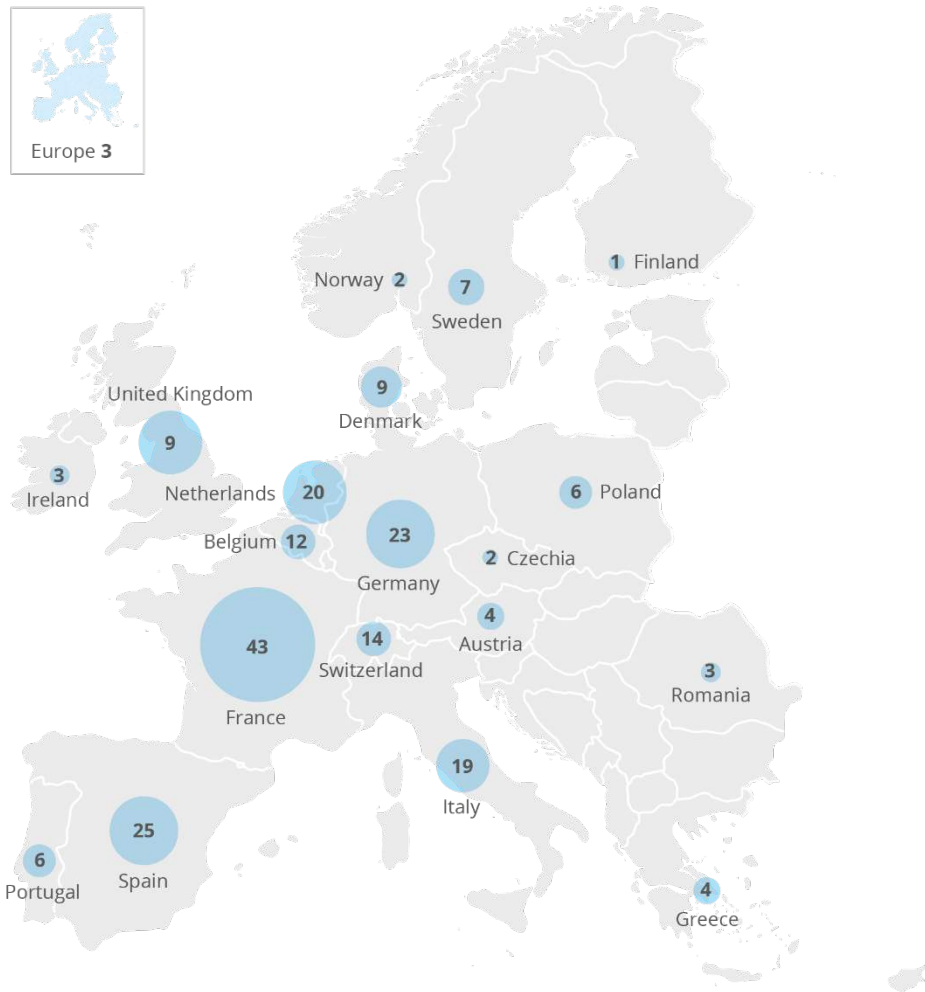 Europe 3
1 Finland
Norway 2
7
Sweden
United Kingdom
9
9
Denmark
3
Ireland
Netherlands 20
6 Poland
Belgium 12
23
Germany
2 Czechia
4
Austria
14
Switzerland
43
France
3
Romania
19
Italy
25
Spain
6
Portugal
4
Greece